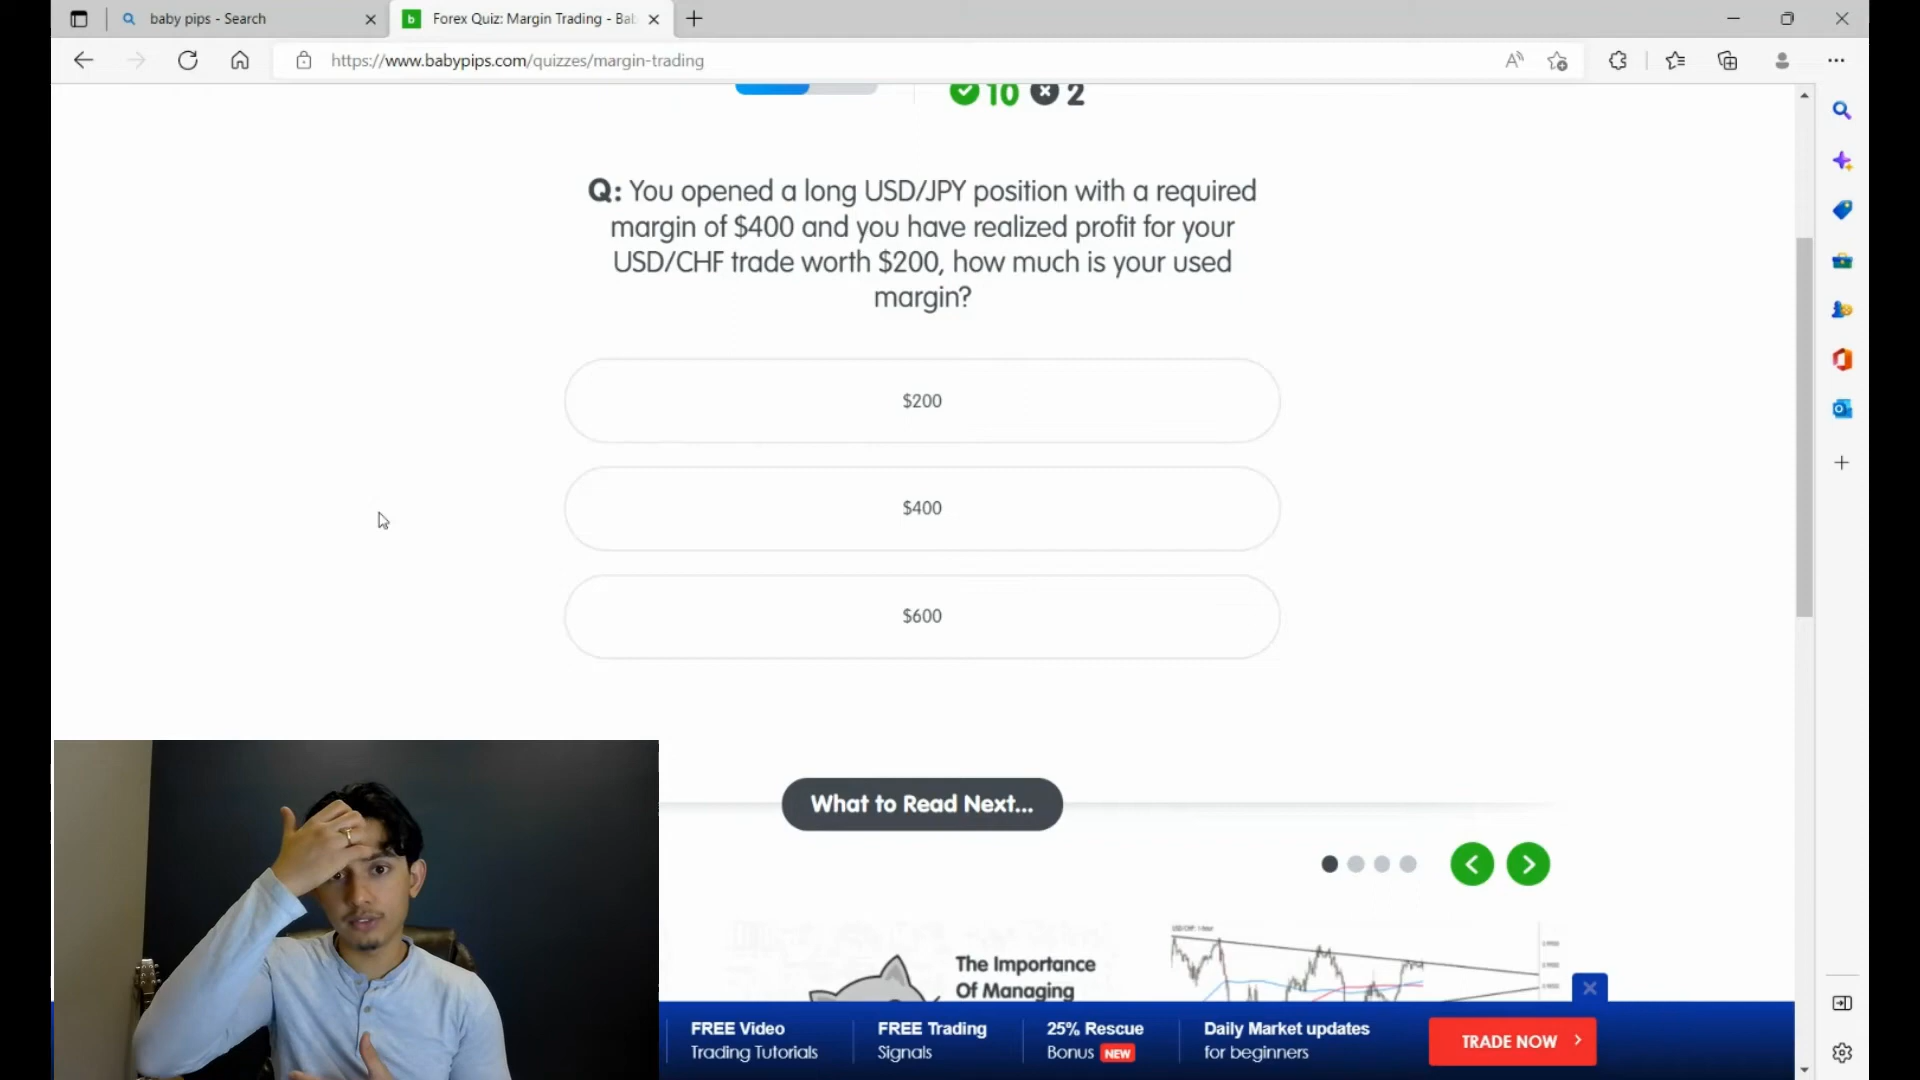 baby pips - Search
Forex Quiz: Margin Trading - Bab
https://www.babypips.com/quizzes/margin-trading
10 2
Q: You opened a long USD/JPY position with a required
margin of $400 and you have realized profit for your
USD/CHF trade worth $200, how much is your used
margin?
$200
$400
$600
What to Read Next...
The Importance
Of Managing
FREE Video
Trading Tutorials
FREE Trading
Signals
25% Rescue
Bonus NEW
Daily Market updates
for beginners
TRADE NOW